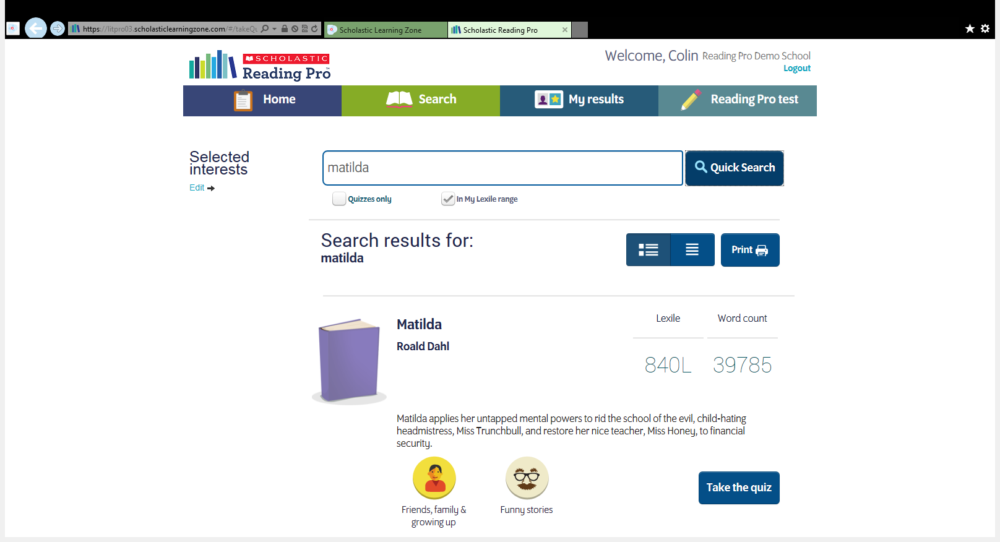 https://litpro03.scholasticlearningzone.com/#/takeQu
Scholastic Learning Zone
Scholastic Reading Pro
SCHOLASTIC
Reading Pro
Welcome, Colin Reading Pro Demo School
Logout
Home
Search
My results
Reading Pro test
Selected
interests
Edit
matilda
Quick Search
Quizzes only
In My Lexile range
Search results for:
matilda
Print
Matilda
Roald Dahl
Lexile
Word count
840L
39785
Matilda applies her untapped mental powers to rid the school of the evil, child-hating
headmistress, Miss Trunchbull, and restore her nice teacher, Miss Honey, to financial
security.
Friends, family &
growing up
Funny stories
Take the quiz